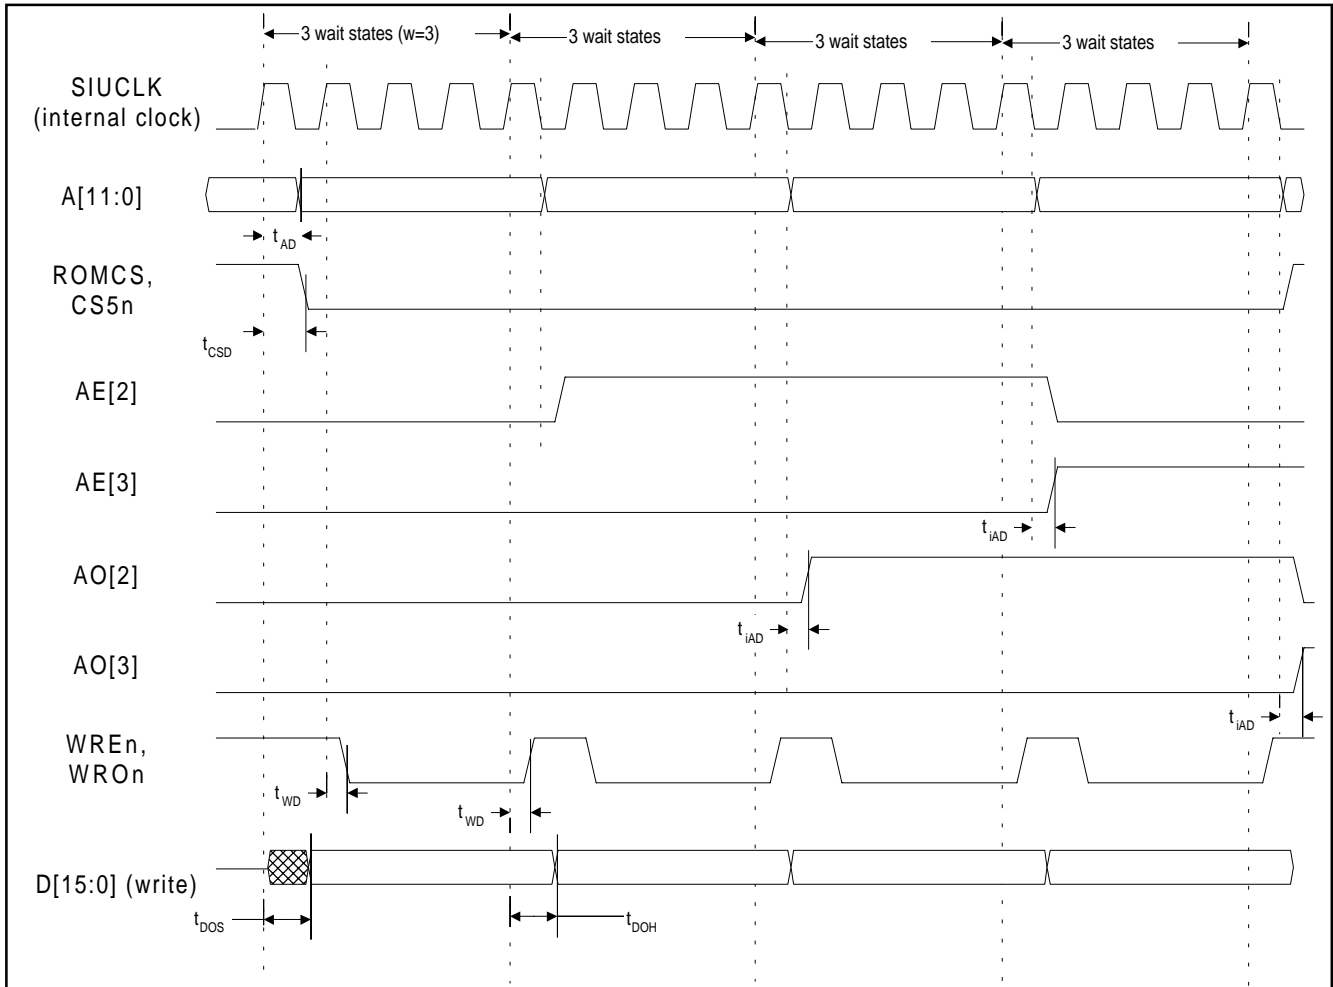 3 wait states (w=3)
3 wait states
3 wait states
3 wait states
SIUCLK
(internal clock)
A[11:0]
tAD
ROMCS,
CS5n
tCSD
AE[2]
AE[3]
tiAD
AO[2]
tiAD
AO[3]
tiAD
WREn,
WROn
tWD
tWD
D[15:0] (write)
tDOS
tDOH